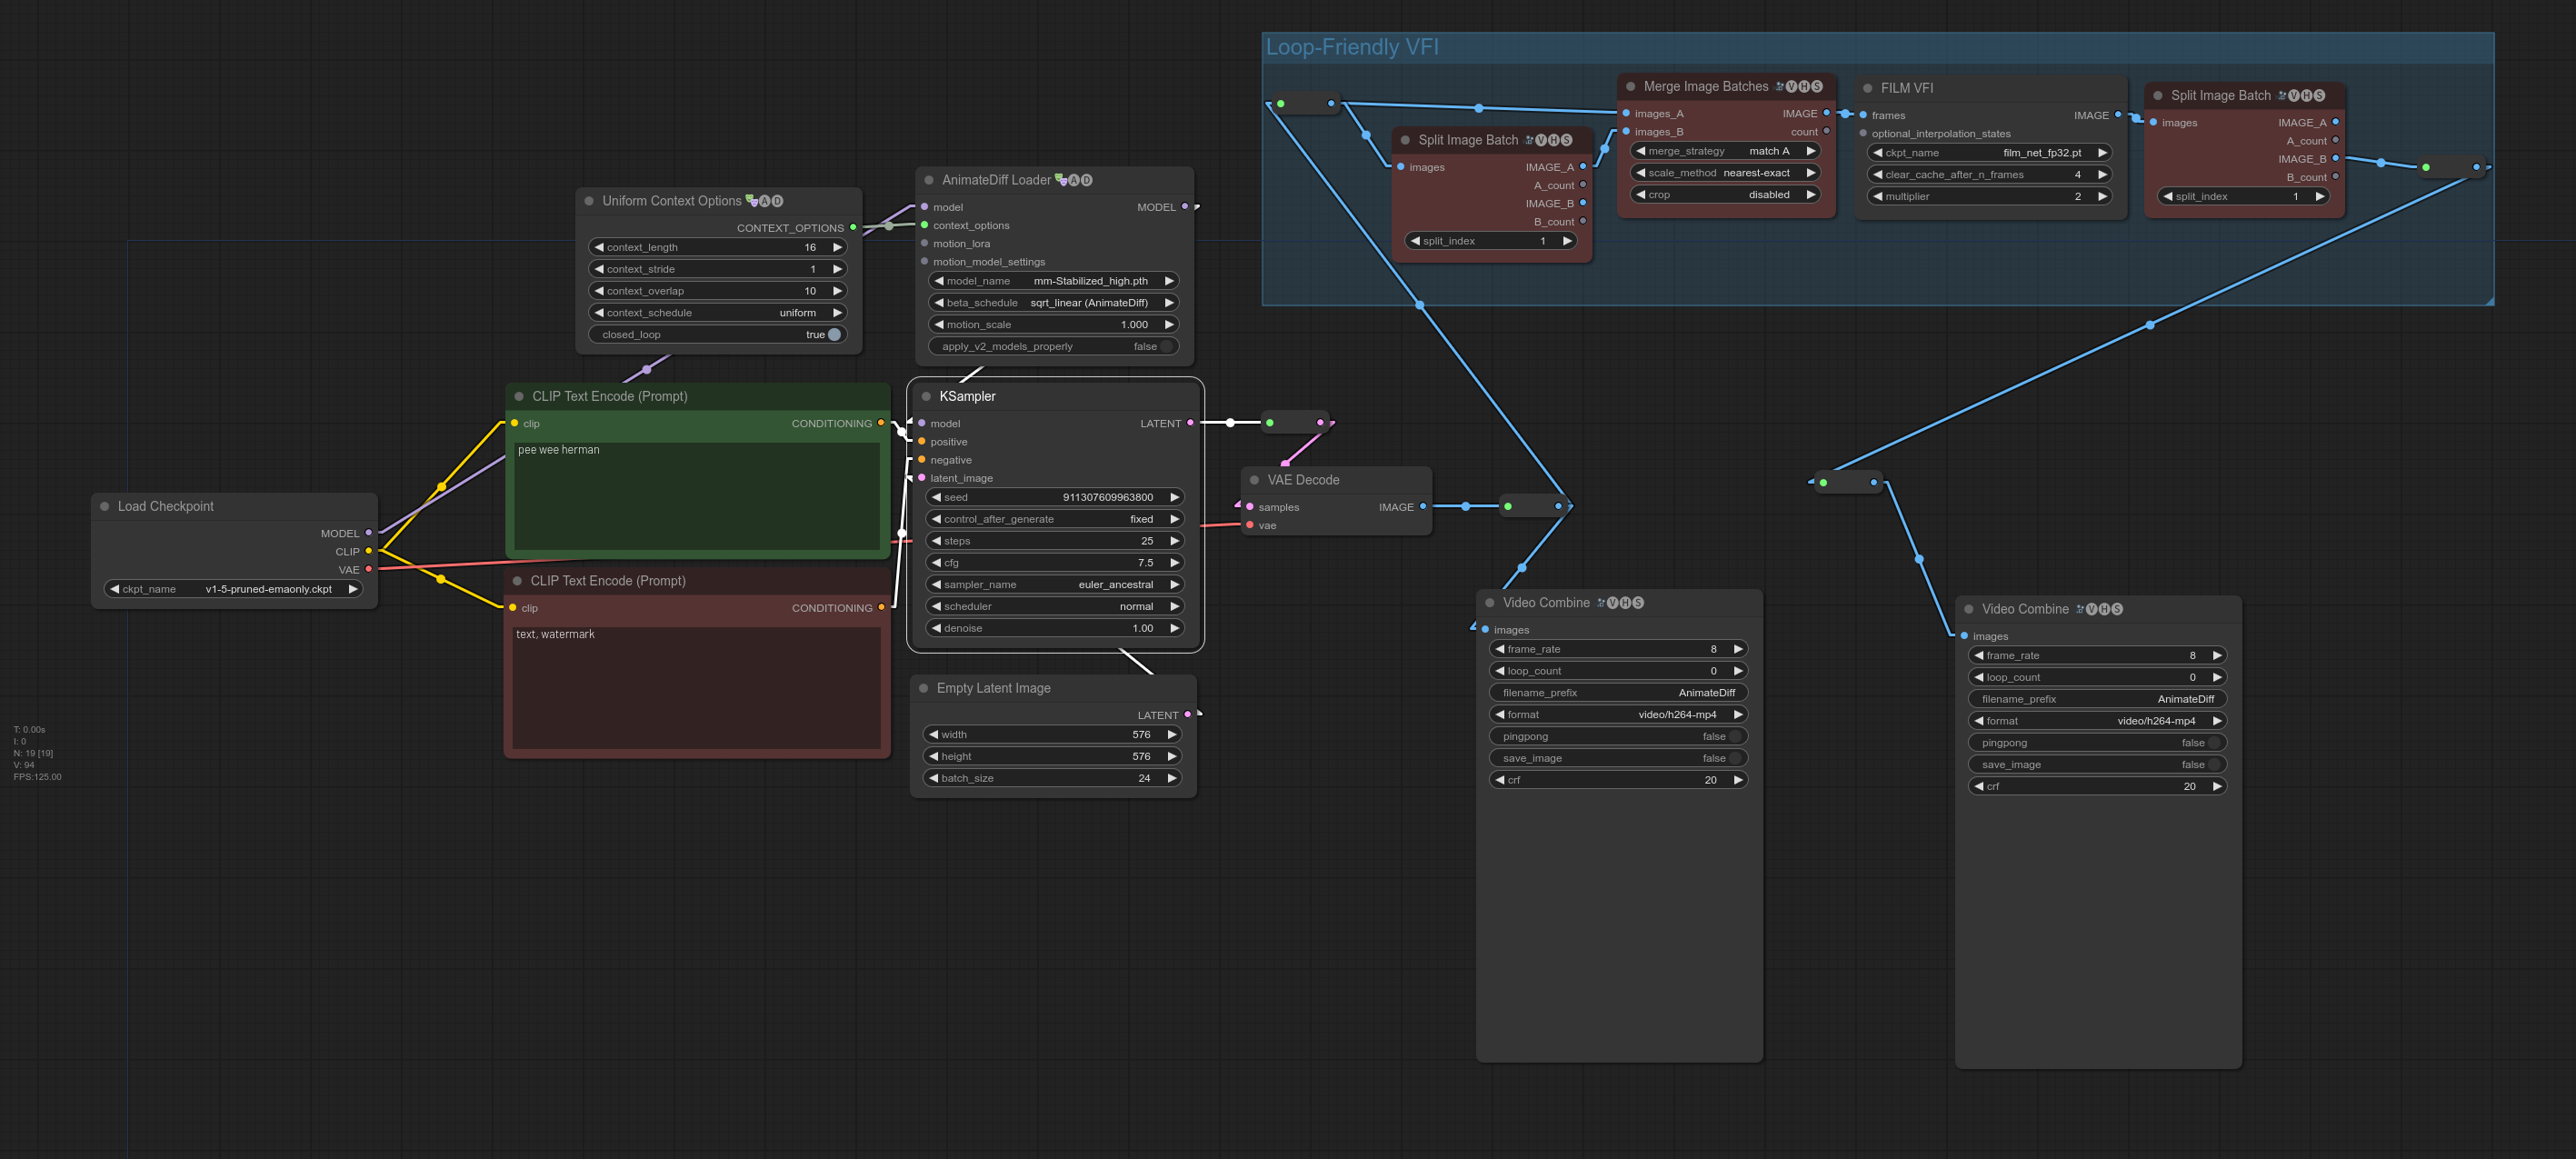 Loop-Friendly VFI
Merge Image Batches VHS
images_A IMAGE
images_B count
merge_strategy match A
scale_method nearest-exact
crop disabled
FILM VFI
frames IMAGE
optional_interpolation_states
ckpt_name film_net_fp32.pt
clear_cache_after_n_frames 4
multiplier 2
Split Image Batch VHS
images IMAGE_A
A_count
IMAGE_B
B_count
split_index 1
Split Image Batch VHS
images IMAGE_A
A_count
IMAGE_B
B_count
split_index 1
Uniform Context Options AD
CONTEXT_OPTIONS
context_length 16
context_stride 1
context_overlap 10
context_schedule uniform
closed_loop true
AnimateDiff Loader AD
model MODEL
context_options
motion_lora
motion_model_settings
model_name mm-Stabilized_high.pth
beta_schedule sqrt_linear (AnimateDiff)
motion_scale 1.000
apply_v2_models_properly false
CLIP Text Encode (Prompt)
clip CONDITIONING
pee wee herman
KSampler
model LATENT
positive
negative
latent_image
seed 911307609963800
control_after_generate fixed
steps 25
cfg 7.5
sampler_name euler_ancestral
scheduler normal
denoise 1.00
VAE Decode
samples IMAGE
vae
Load Checkpoint
MODEL
CLIP
VAE
ckpt_name v1-5-pruned-emaonly.ckpt
CLIP Text Encode (Prompt)
clip CONDITIONING
text, watermark
Empty Latent Image
LATENT
width 576
height 576
batch_size 24
Video Combine VHS
images
frame_rate 8
loop_count 0
filename_prefix AnimateDiff
format video/h264-mp4
pingpong false
save_image false
crf 20
Video Combine VHS
images
frame_rate 8
loop_count 0
filename_prefix AnimateDiff
format video/h264-mp4
pingpong false
save_image false
crf 20
T: 0.00s
I: 0
N: 19 [19]
V: 94
FPS:125.00